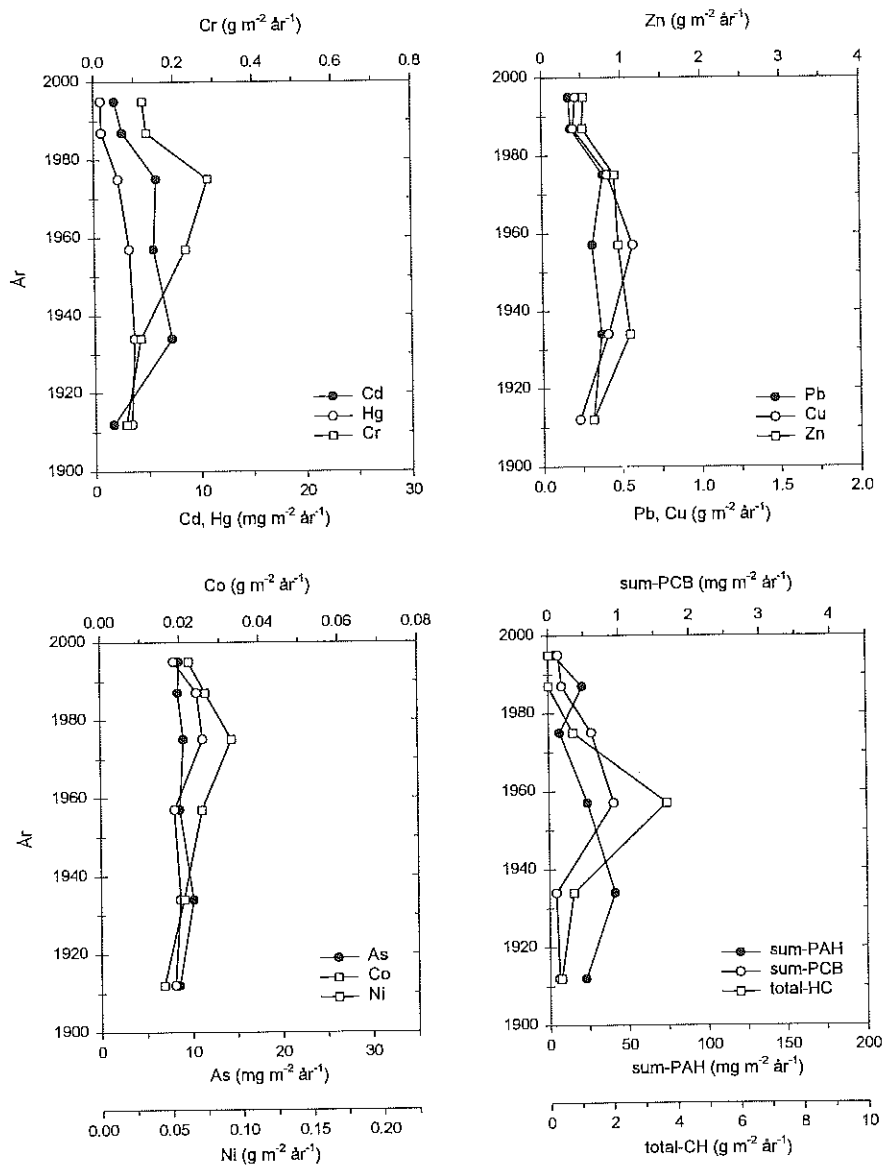 Cr (g m⁻² år⁻¹)
0.0 0.2 0.4 0.6 0.8
2000
1980
1960
1940
1920
1900
År
Cd
Hg
Cr
0 10 20 30
Cd, Hg (mg m⁻² år⁻¹)
Zn (g m⁻² år⁻¹)
0 1 2 3 4
2000
1980
1960
1940
1920
1900
Pb
Cu
Zn
0.0 0.5 1.0 1.5 2.0
Pb, Cu (g m⁻² år⁻¹)
Co (g m⁻² år⁻¹)
0.00 0.02 0.04 0.06 0.08
2000
1980
1960
1940
1920
1900
År
As
Co
Ni
0 10 20 30
As (mg m⁻² år⁻¹)
0.00 0.05 0.10 0.15 0.20
Ni (g m⁻² år⁻¹)
sum-PCB (mg m⁻² år⁻¹)
0 1 2 3 4
2000
1980
1960
1940
1920
1900
sum-PAH
sum-PCB
total-HC
0 25 50 75 100 200
sum-PAH (mg m⁻² år⁻¹)
0 1 2 3 4 5 6 7 8 9 10
total-CH (g m⁻² år⁻¹)